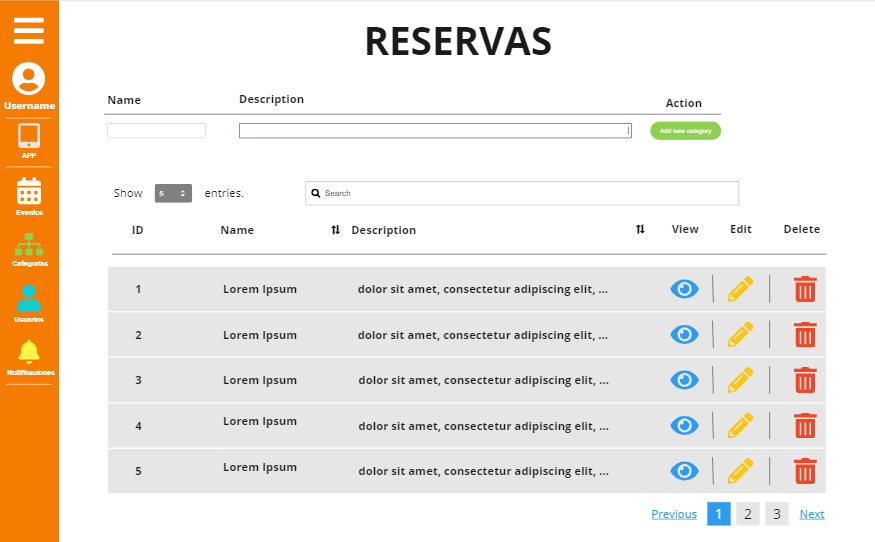 RESERVAS
Username
APP
Eventos
Categorias
Usuarios
Notificaciones
Name Description Action
Add new category
Show 5 entries. Search
ID Name Description View Edit Delete
1 Lorem Ipsum dolor sit amet, consectetur adipiscing elit, ...
2 Lorem Ipsum dolor sit amet, consectetur adipiscing elit, ...
3 Lorem Ipsum dolor sit amet, consectetur adipiscing elit, ...
4 Lorem Ipsum dolor sit amet, consectetur adipiscing elit, ...
5 Lorem Ipsum dolor sit amet, consectetur adipiscing elit, ...
Previous 1 2 3 Next